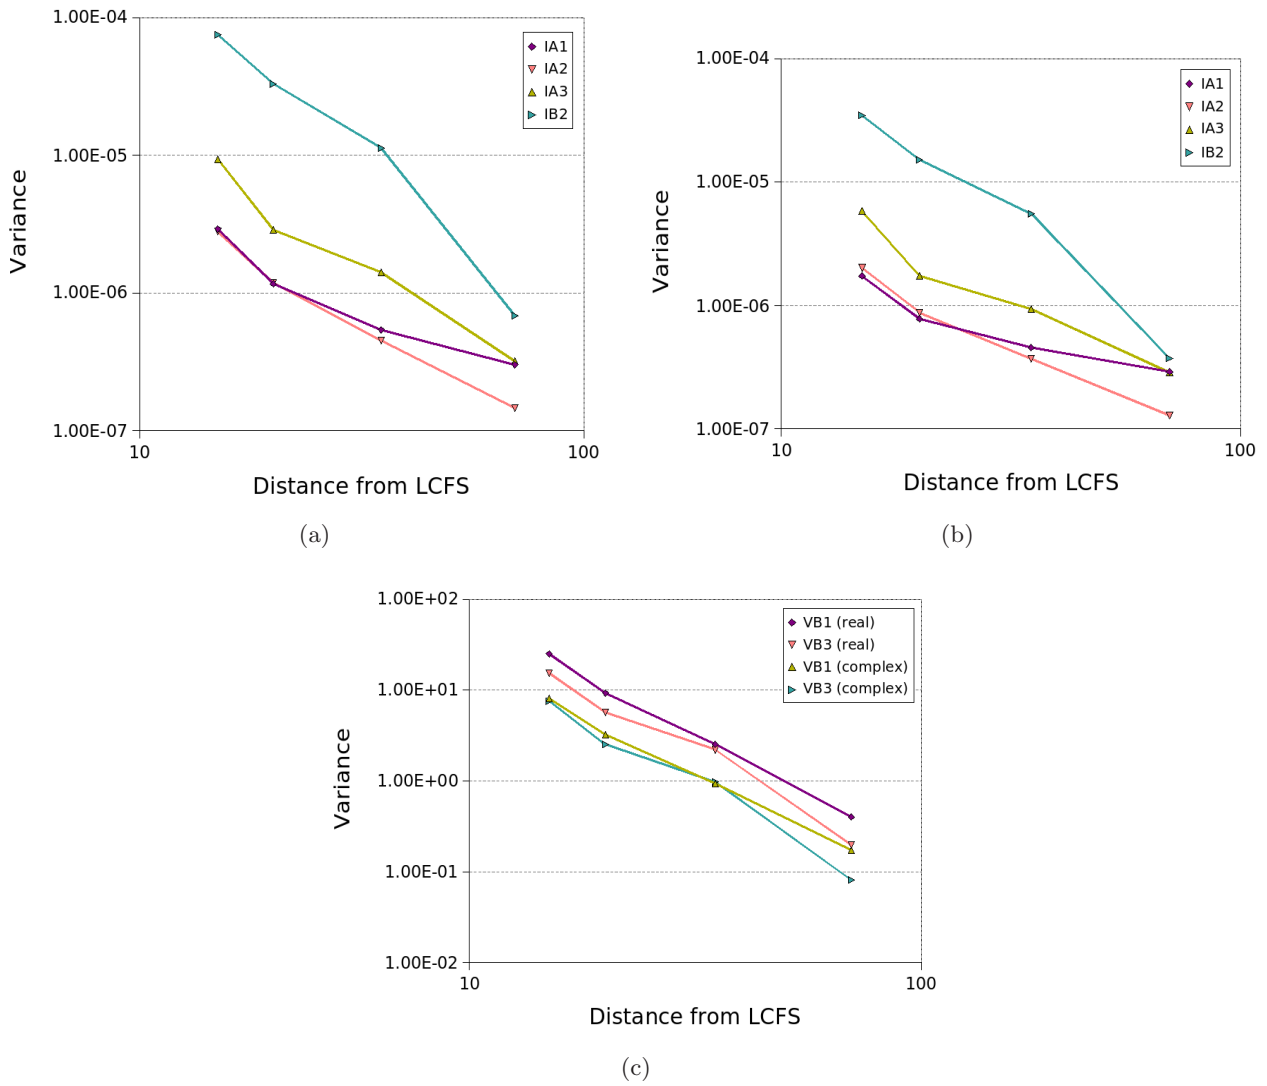 1.00E-04
1.00E-05
1.00E-06
1.00E-07
Variance
10
100
Distance from LCFS
IA1
IA2
IA3
IB2
(a)
1.00E-04
1.00E-05
1.00E-06
1.00E-07
Variance
10
100
Distance from LCFS
IA1
IA2
IA3
IB2
(b)
1.00E+02
1.00E+01
1.00E+00
1.00E-01
1.00E-02
Variance
10
100
Distance from LCFS
VB1 (real)
VB3 (real)
VB1 (complex)
VB3 (complex)
(c)